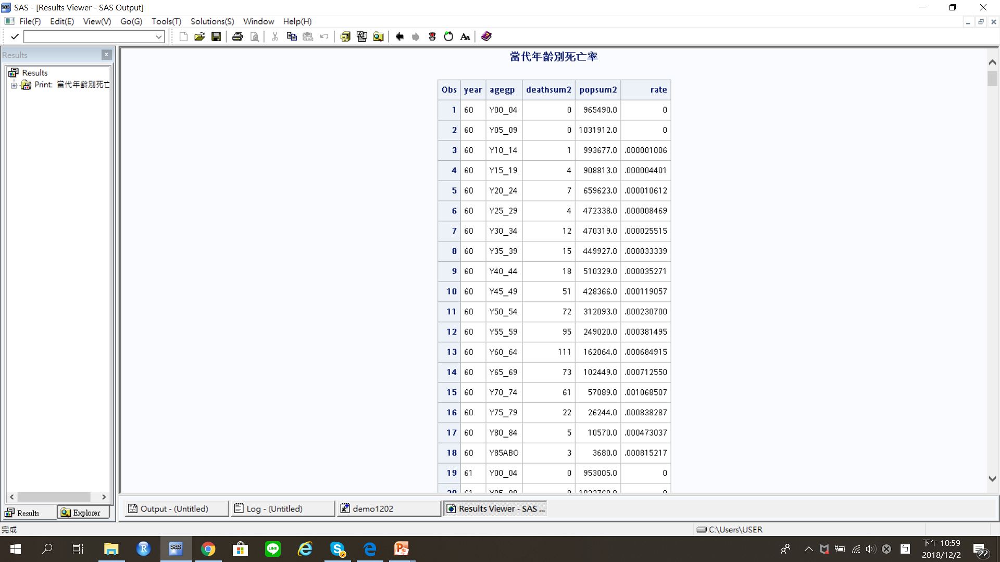 SAS - [Results Viewer - SAS Output]
File(F) Edit(E) View(V) Go(G) Tools(T) Solutions(S) Window Help(H)
Results
Results
Print: 當代年齡別死亡
Results
Explorer
當代年齡別死亡率
Obs year agegp deathsum2 popsum2 rate
1 60 Y00_04 0 965490.0 0
2 60 Y05_09 0 1031912.0 0
3 60 Y10_14 1 993677.0 .000001006
4 60 Y15_19 4 908813.0 .000004401
5 60 Y20_24 7 659623.0 .000010612
6 60 Y25_29 4 472338.0 .000008469
7 60 Y30_34 12 470319.0 .000025515
8 60 Y35_39 15 449927.0 .000033339
9 60 Y40_44 18 510329.0 .000035271
10 60 Y45_49 51 428366.0 .000119057
11 60 Y50_54 72 312093.0 .000230700
12 60 Y55_59 95 249020.0 .000381495
13 60 Y60_64 111 162064.0 .000684915
14 60 Y65_69 73 102449.0 .000712550
15 60 Y70_74 61 57089.0 .001068507
16 60 Y75_79 22 26244.0 .000838287
17 60 Y80_84 5 10570.0 .000473037
18 60 Y85ABO 3 3680.0 .000815217
19 61 Y00_04 0 953005.0 0
Output - (Untitled) Log - (Untitled) demo1202 Results Viewer - SAS ...
完成 C:\Users\USER
下午 10:59
2018/12/2
22